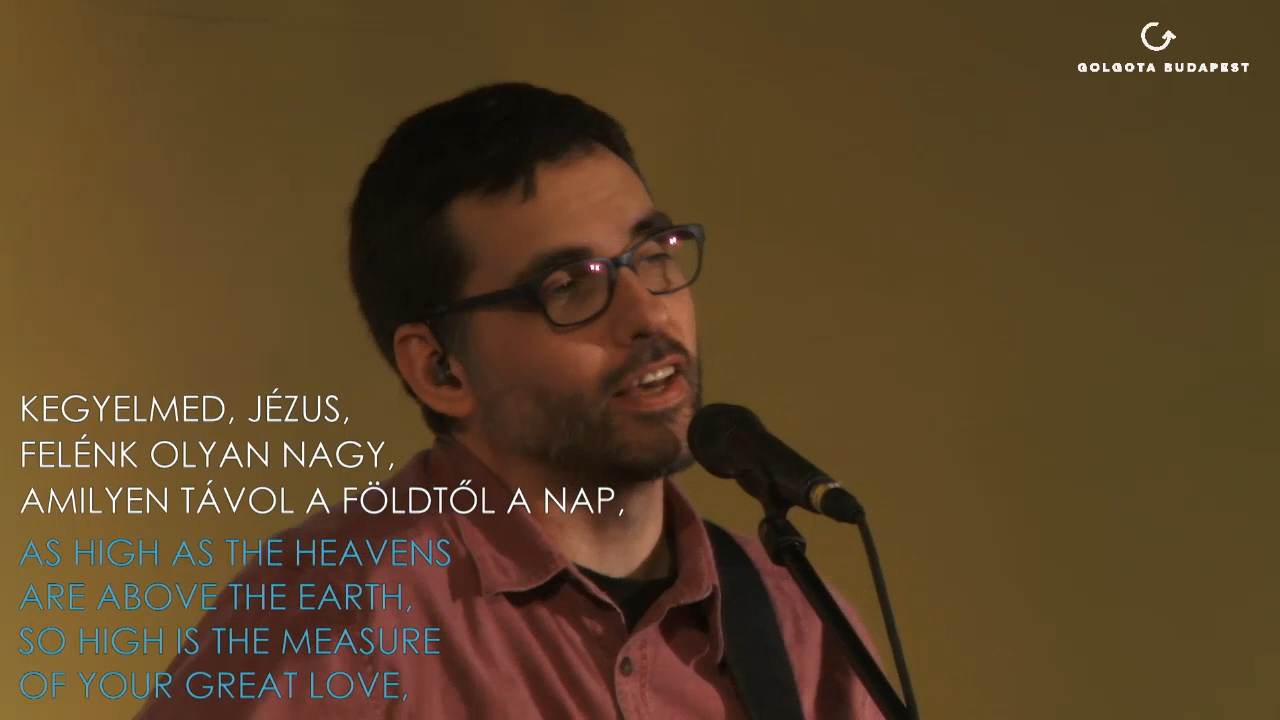 GOLGOTA BUDAPEST
KEGYELMED, JÉZUS,
FELÉNK OLYAN NAGY,
AMILYEN TÁVOL A FÖLDTŐL A NAP,
AS HIGH AS THE HEAVENS
ARE ABOVE THE EARTH,
SO HIGH IS THE MEASURE
OF YOUR GREAT LOVE,